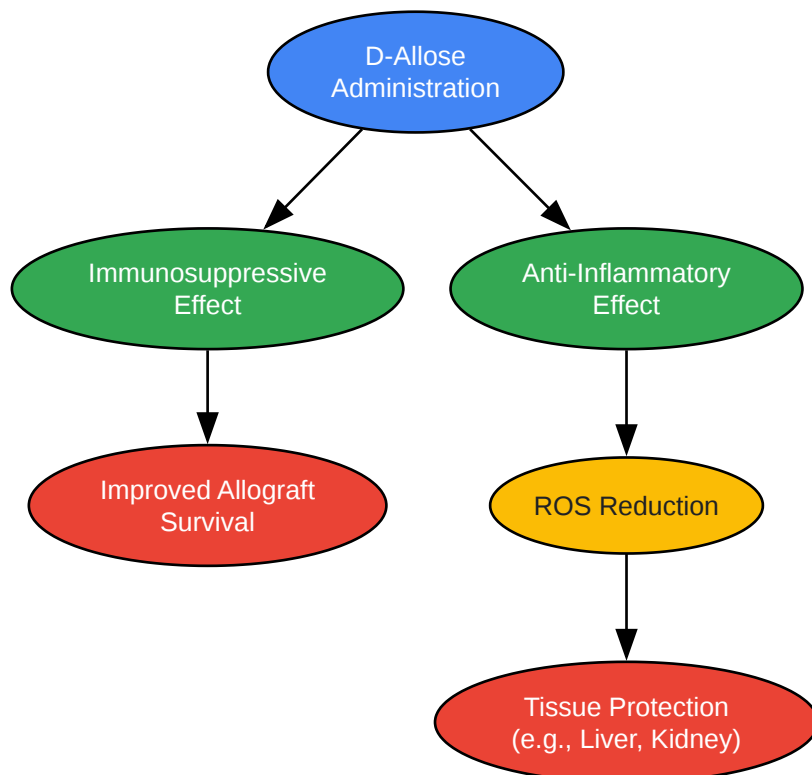 D-Allose
Administration
Immunosuppressive
Effect
Anti-Inflammatory
Effect
Improved Allograft
Survival
ROS Reduction
Tissue Protection
(e.g., Liver, Kidney)